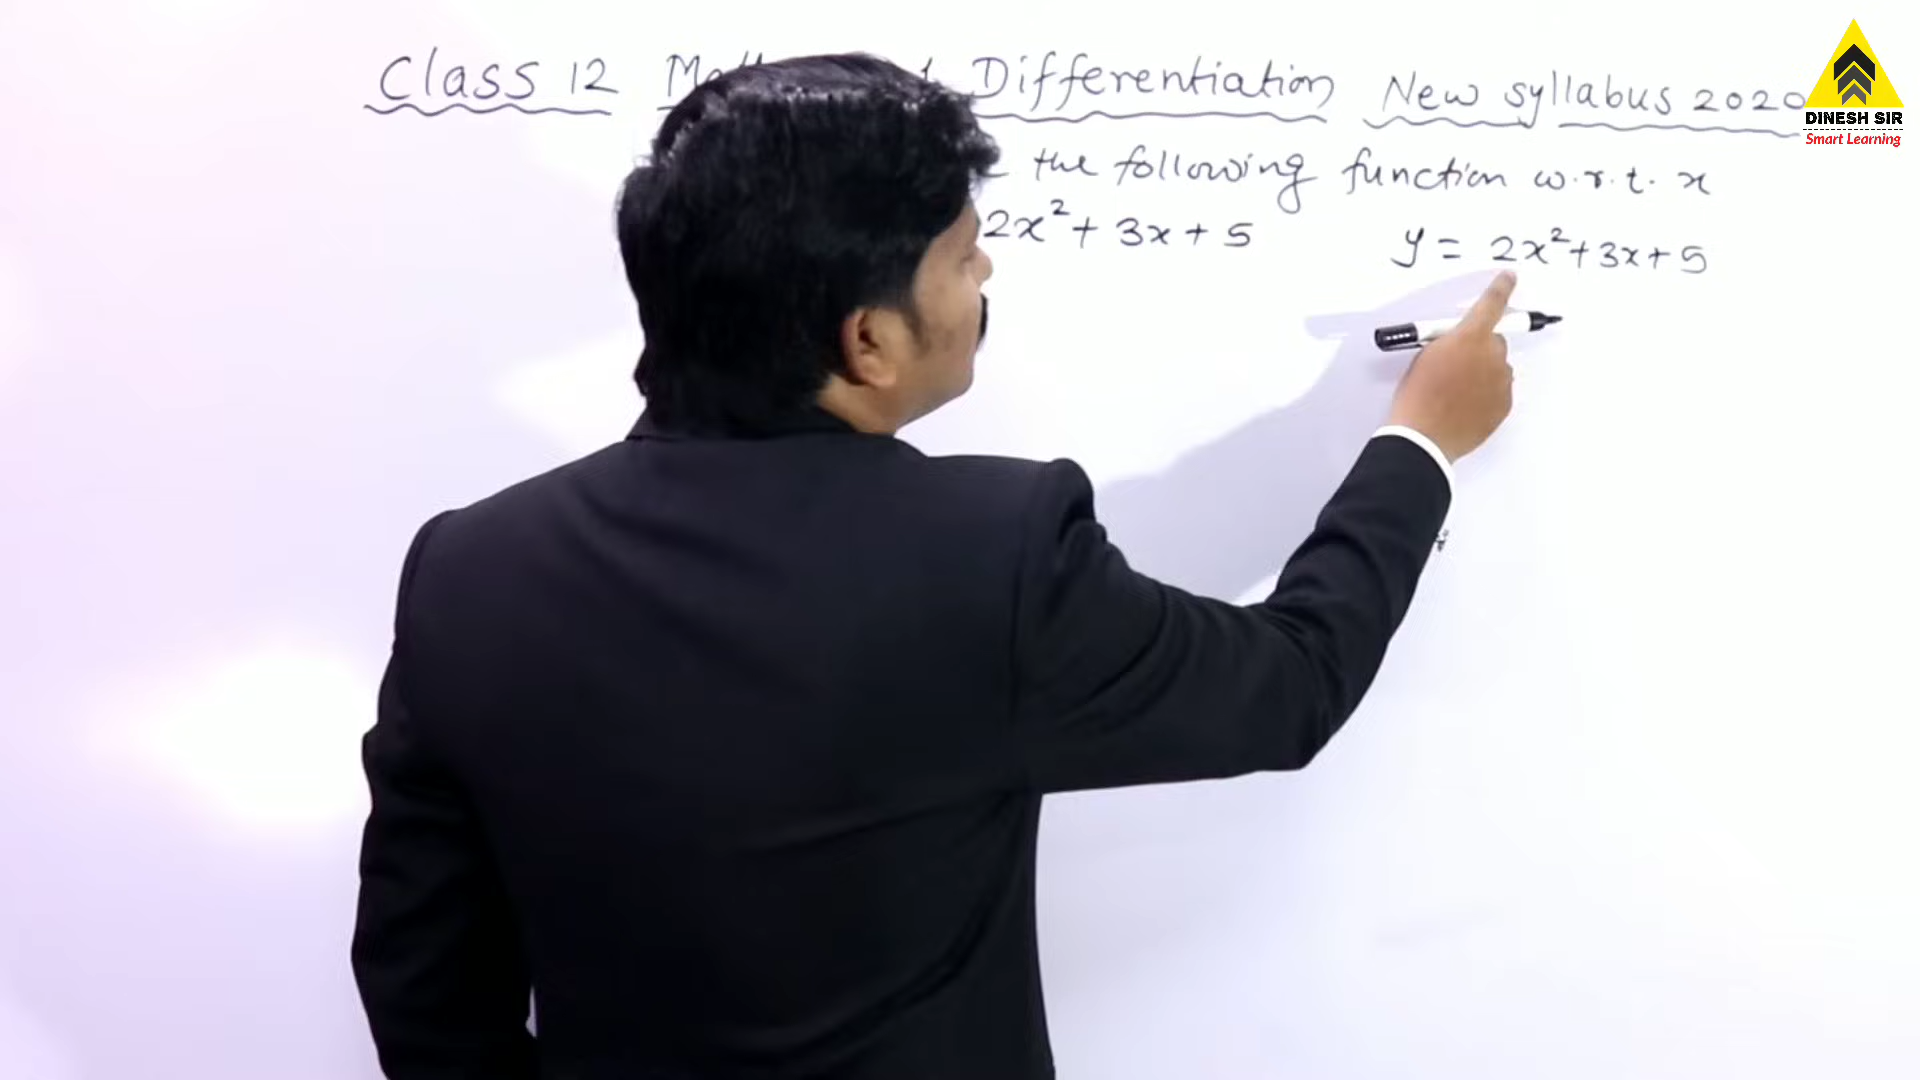 Class 12 Differentiation New syllabus 2020
the following function w.r.t. x
2x² + 3x + 5
y = 2x² + 3x + 5
DINESH SIR
Smart Learning